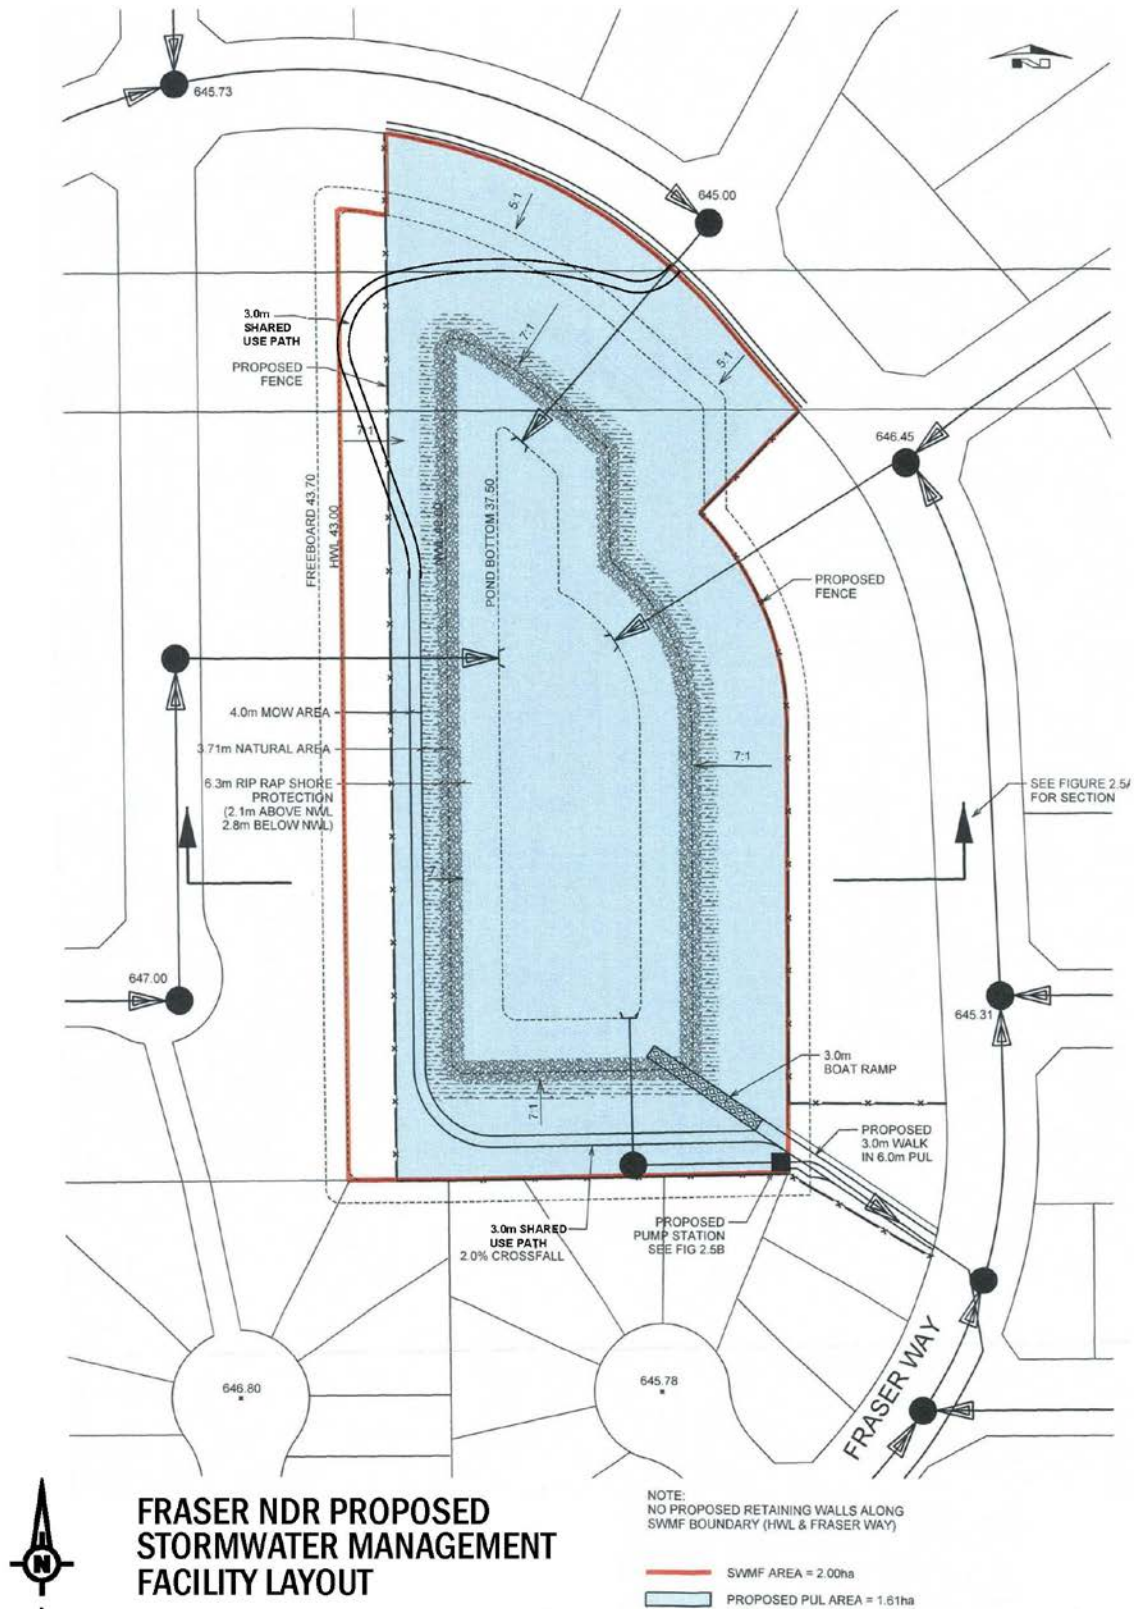 645.73
645.00
5:1
3.0m
SHARED
USE PATH
7:1
5:1
PROPOSED
FENCE
646.45
7:1
FREEBOARD 43.70
HWL 43.00
POND BOTTOM 37.50
PROPOSED
FENCE
4.0m MOW AREA
3.71m NATURAL AREA
7:1
6.3m RIP RAP SHORE
PROTECTION
(2.1m ABOVE NWL
2.8m BELOW NWL)
SEE FIGURE 2.5/
FOR SECTION
647.00
645.31
3.0m
BOAT RAMP
7:1
PROPOSED
3.0m WALK
IN 6.0m PUL
3.0m SHARED
USE PATH
2.0% CROSSFALL
PROPOSED
PUMP STATION
SEE FIG 2.5B
646.80
645.78
FRASER WAY
N
FRASER NDR PROPOSED
STORMWATER MANAGEMENT
FACILITY LAYOUT
NOTE:
NO PROPOSED RETAINING WALLS ALONG
SWMF BOUNDARY (HWL & FRASER WAY)
SWMF AREA = 2.00ha
PROPOSED PUL AREA = 1.61ha